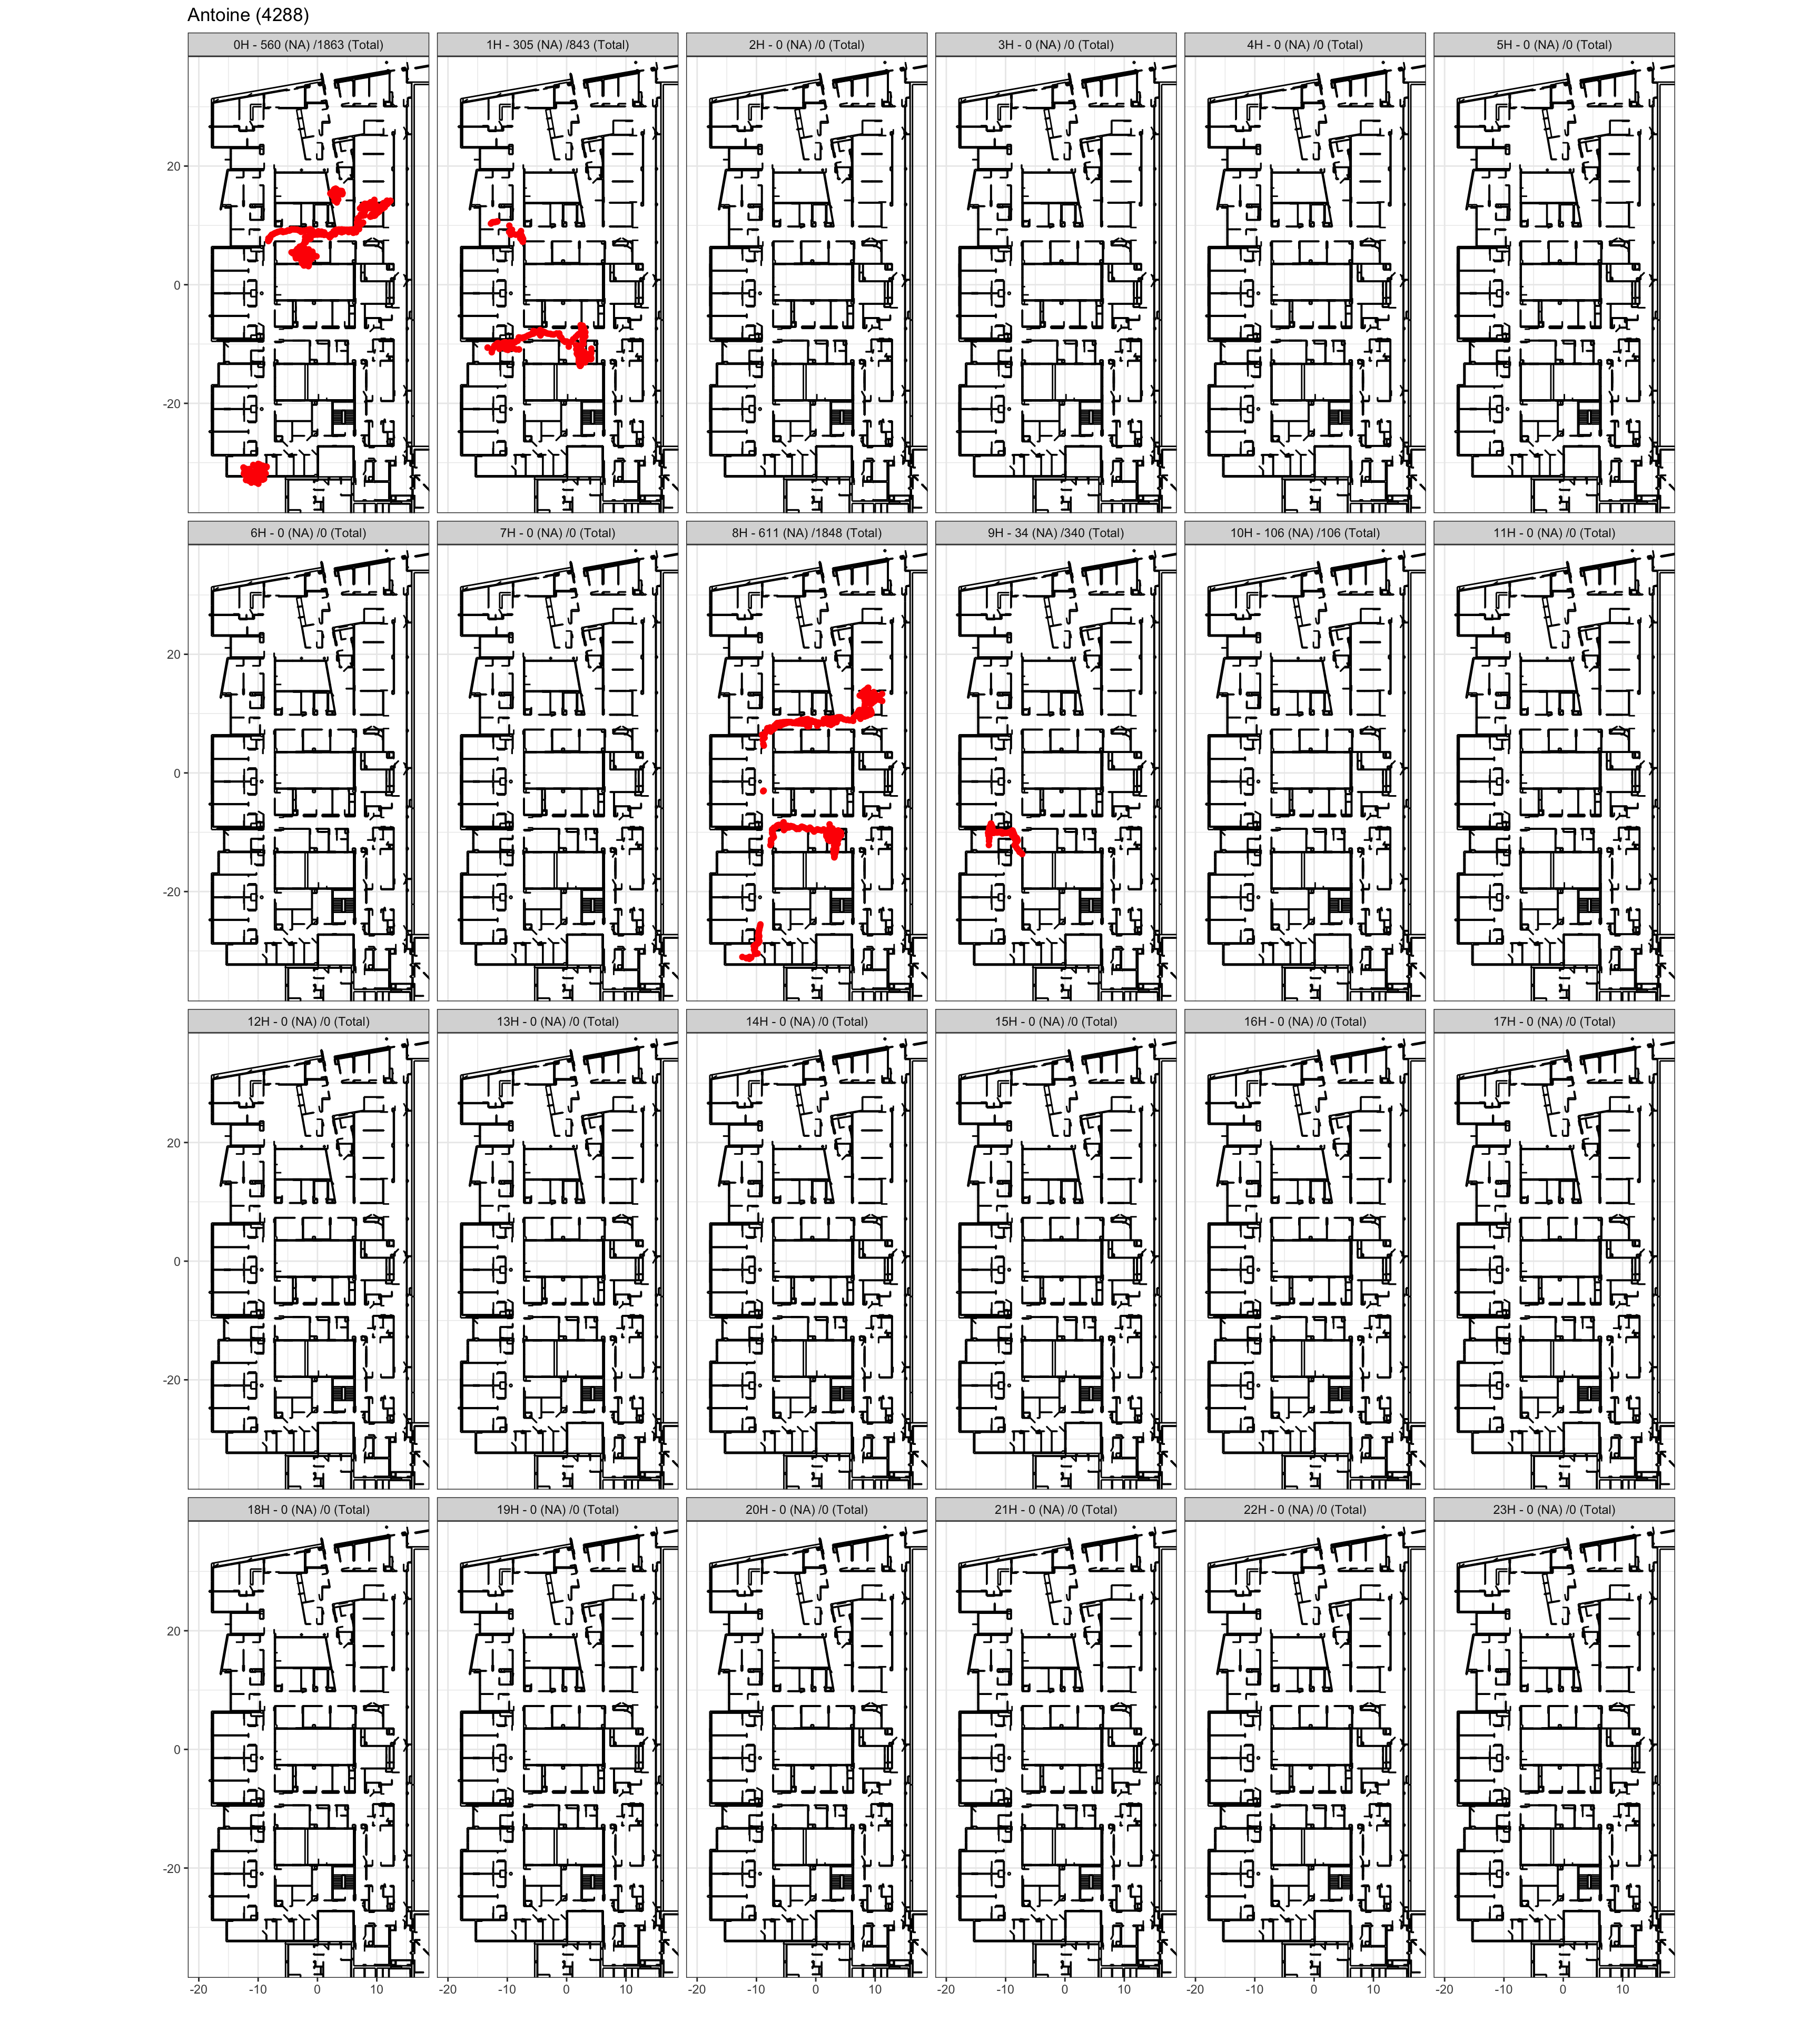 Antoine (4288)
0H - 560 (NA) /1863 (Total) 1H - 305 (NA) /843 (Total) 2H - 0 (NA) /0 (Total) 3H - 0 (NA) /0 (Total) 4H - 0 (NA) /0 (Total) 5H - 0 (NA) /0 (Total)
20
0
-20
6H - 0 (NA) /0 (Total) 7H - 0 (NA) /0 (Total) 8H - 611 (NA) /1848 (Total) 9H - 34 (NA) /340 (Total) 10H - 106 (NA) /106 (Total) 11H - 0 (NA) /0 (Total)
20
0
-20
12H - 0 (NA) /0 (Total) 13H - 0 (NA) /0 (Total) 14H - 0 (NA) /0 (Total) 15H - 0 (NA) /0 (Total) 16H - 0 (NA) /0 (Total) 17H - 0 (NA) /0 (Total)
20
0
-20
18H - 0 (NA) /0 (Total) 19H - 0 (NA) /0 (Total) 20H - 0 (NA) /0 (Total) 21H - 0 (NA) /0 (Total) 22H - 0 (NA) /0 (Total) 23H - 0 (NA) /0 (Total)
20
0
-20
-20 -10 0 10 -20 -10 0 10 -20 -10 0 10 -20 -10 0 10 -20 -10 0 10 -20 -10 0 10